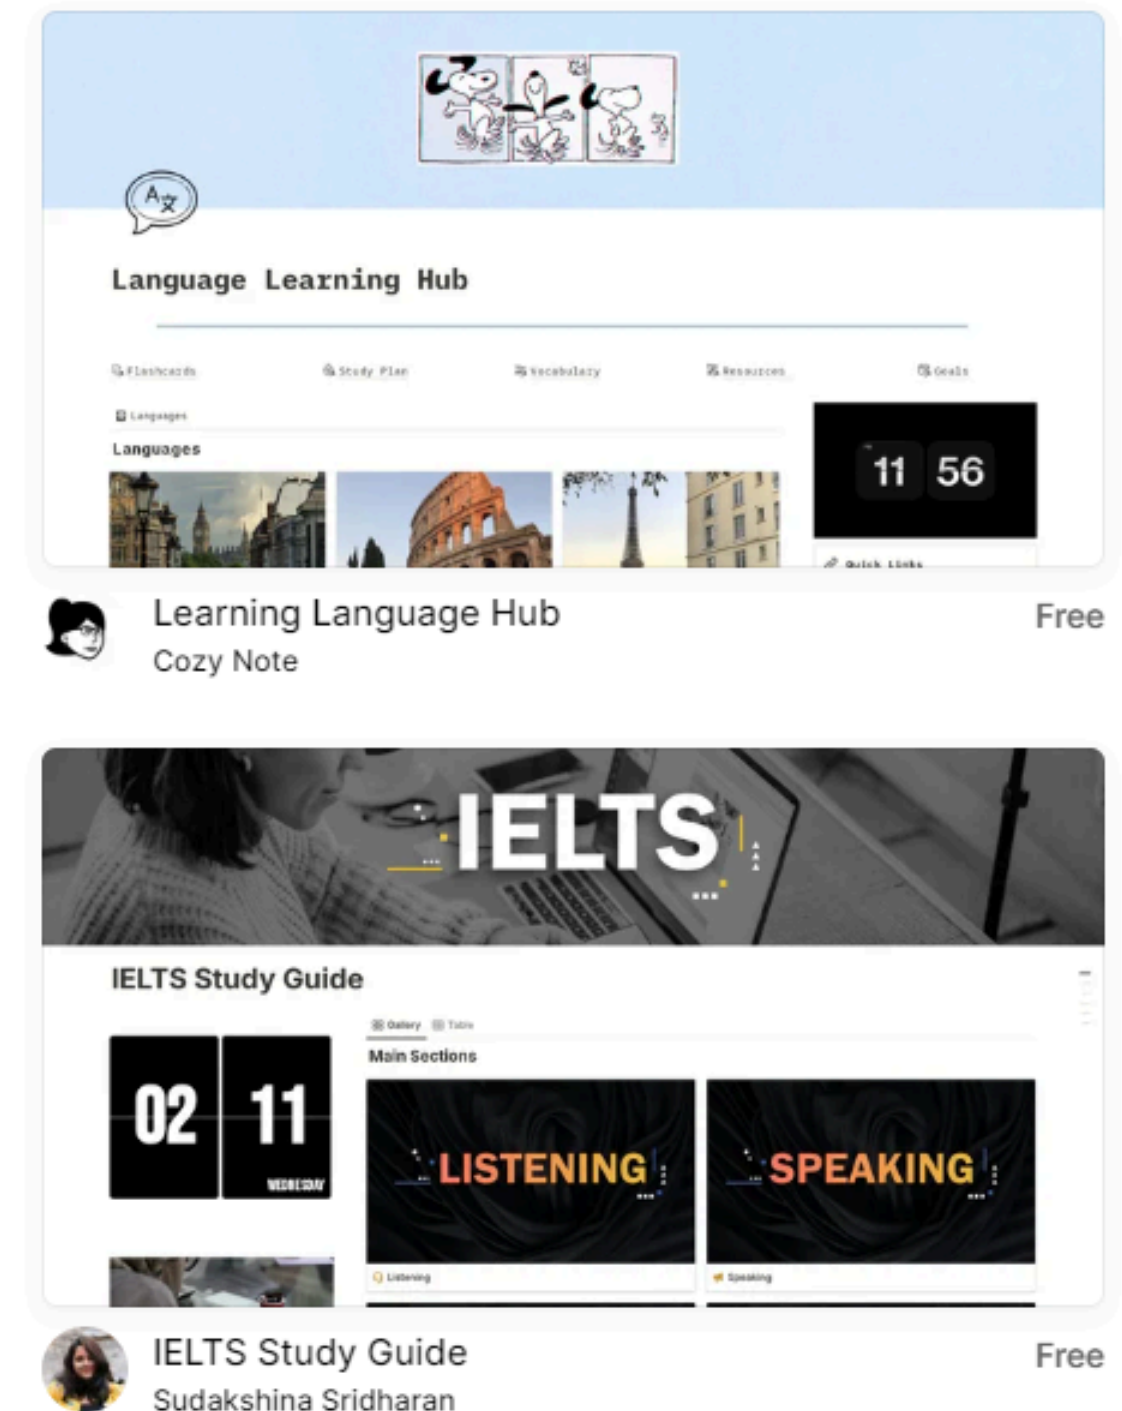 A文
Language Learning Hub
Flashcards Study Plan Vocabulary Resources Goals
Languages
Languages
11 56
Quick Links
Learning Language Hub Free
Cozy Note
IELTS
IELTS Study Guide
Gallery Table
Main Sections
02 11
WEDNESDAY
LISTENING SPEAKING
Listening Speaking
IELTS Study Guide Free
Sudakshina Sridharan